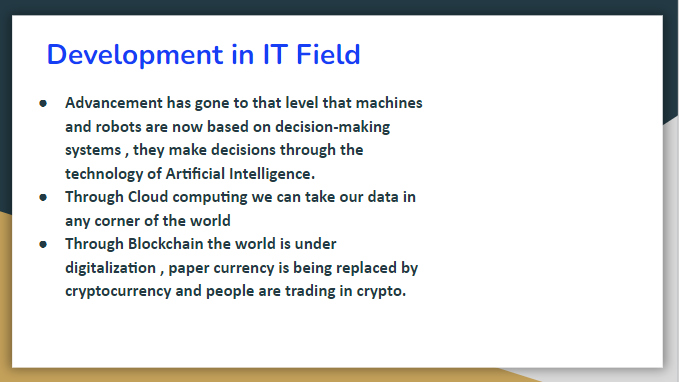 Development in IT Field
● Advancement has gone to that level that machines
and robots are now based on decision-making
systems , they make decisions through the
technology of Artificial Intelligence.
● Through Cloud computing we can take our data in
any corner of the world
● Through Blockchain the world is under
digitalization , paper currency is being replaced by
cryptocurrency and people are trading in crypto.